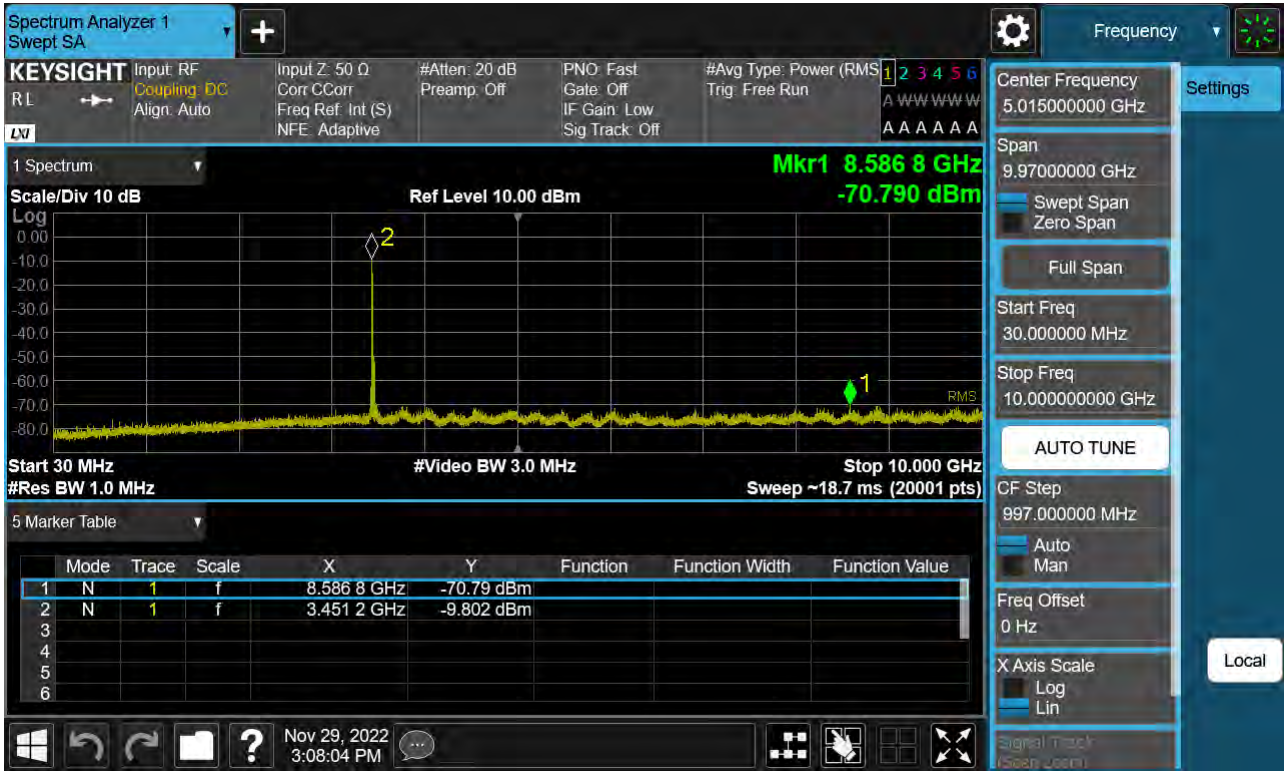 Spectrum Analyzer 1
Swept SA
Frequency
KEYSIGHT
RL
LXI
Input: RF
Coupling: DC
Align: Auto
Input Z: 50 Ω
Corr CCorr
Freq Ref: Int (S)
NFE: Adaptive
#Atten: 20 dB
Preamp: Off
PNO: Fast
Gate: Off
IF Gain: Low
Sig Track: Off
#Avg Type: Power (RMS
Trig: Free Run
1 2 3 4 5 6
A W W W W W
A A A A A A
1 Spectrum
Mkr1 8.586 8 GHz
-70.790 dBm
Scale/Div 10 dB
Ref Level 10.00 dBm
Log
0.00
-10.0
-20.0
-30.0
-40.0
-50.0
-60.0
-70.0
-80.0
2
1
RMS
Start 30 MHz
#Video BW 3.0 MHz
Stop 10.000 GHz
#Res BW 1.0 MHz
Sweep ~18.7 ms (20001 pts)
5 Marker Table
Mode Trace Scale X Y Function Function Width Function Value
1 N 1 f 8.586 8 GHz -70.79 dBm
2 N 1 f 3.451 2 GHz -9.802 dBm
3
4
5
6
Nov 29, 2022
3:08:04 PM
Center Frequency
5.015000000 GHz
Span
9.97000000 GHz
Swept Span
Zero Span
Full Span
Start Freq
30.000000 MHz
Stop Freq
10.000000000 GHz
AUTO TUNE
CF Step
997.000000 MHz
Auto
Man
Freq Offset
0 Hz
X Axis Scale
Log
Lin
Signal Track
(Span Zoom)
Settings
Local